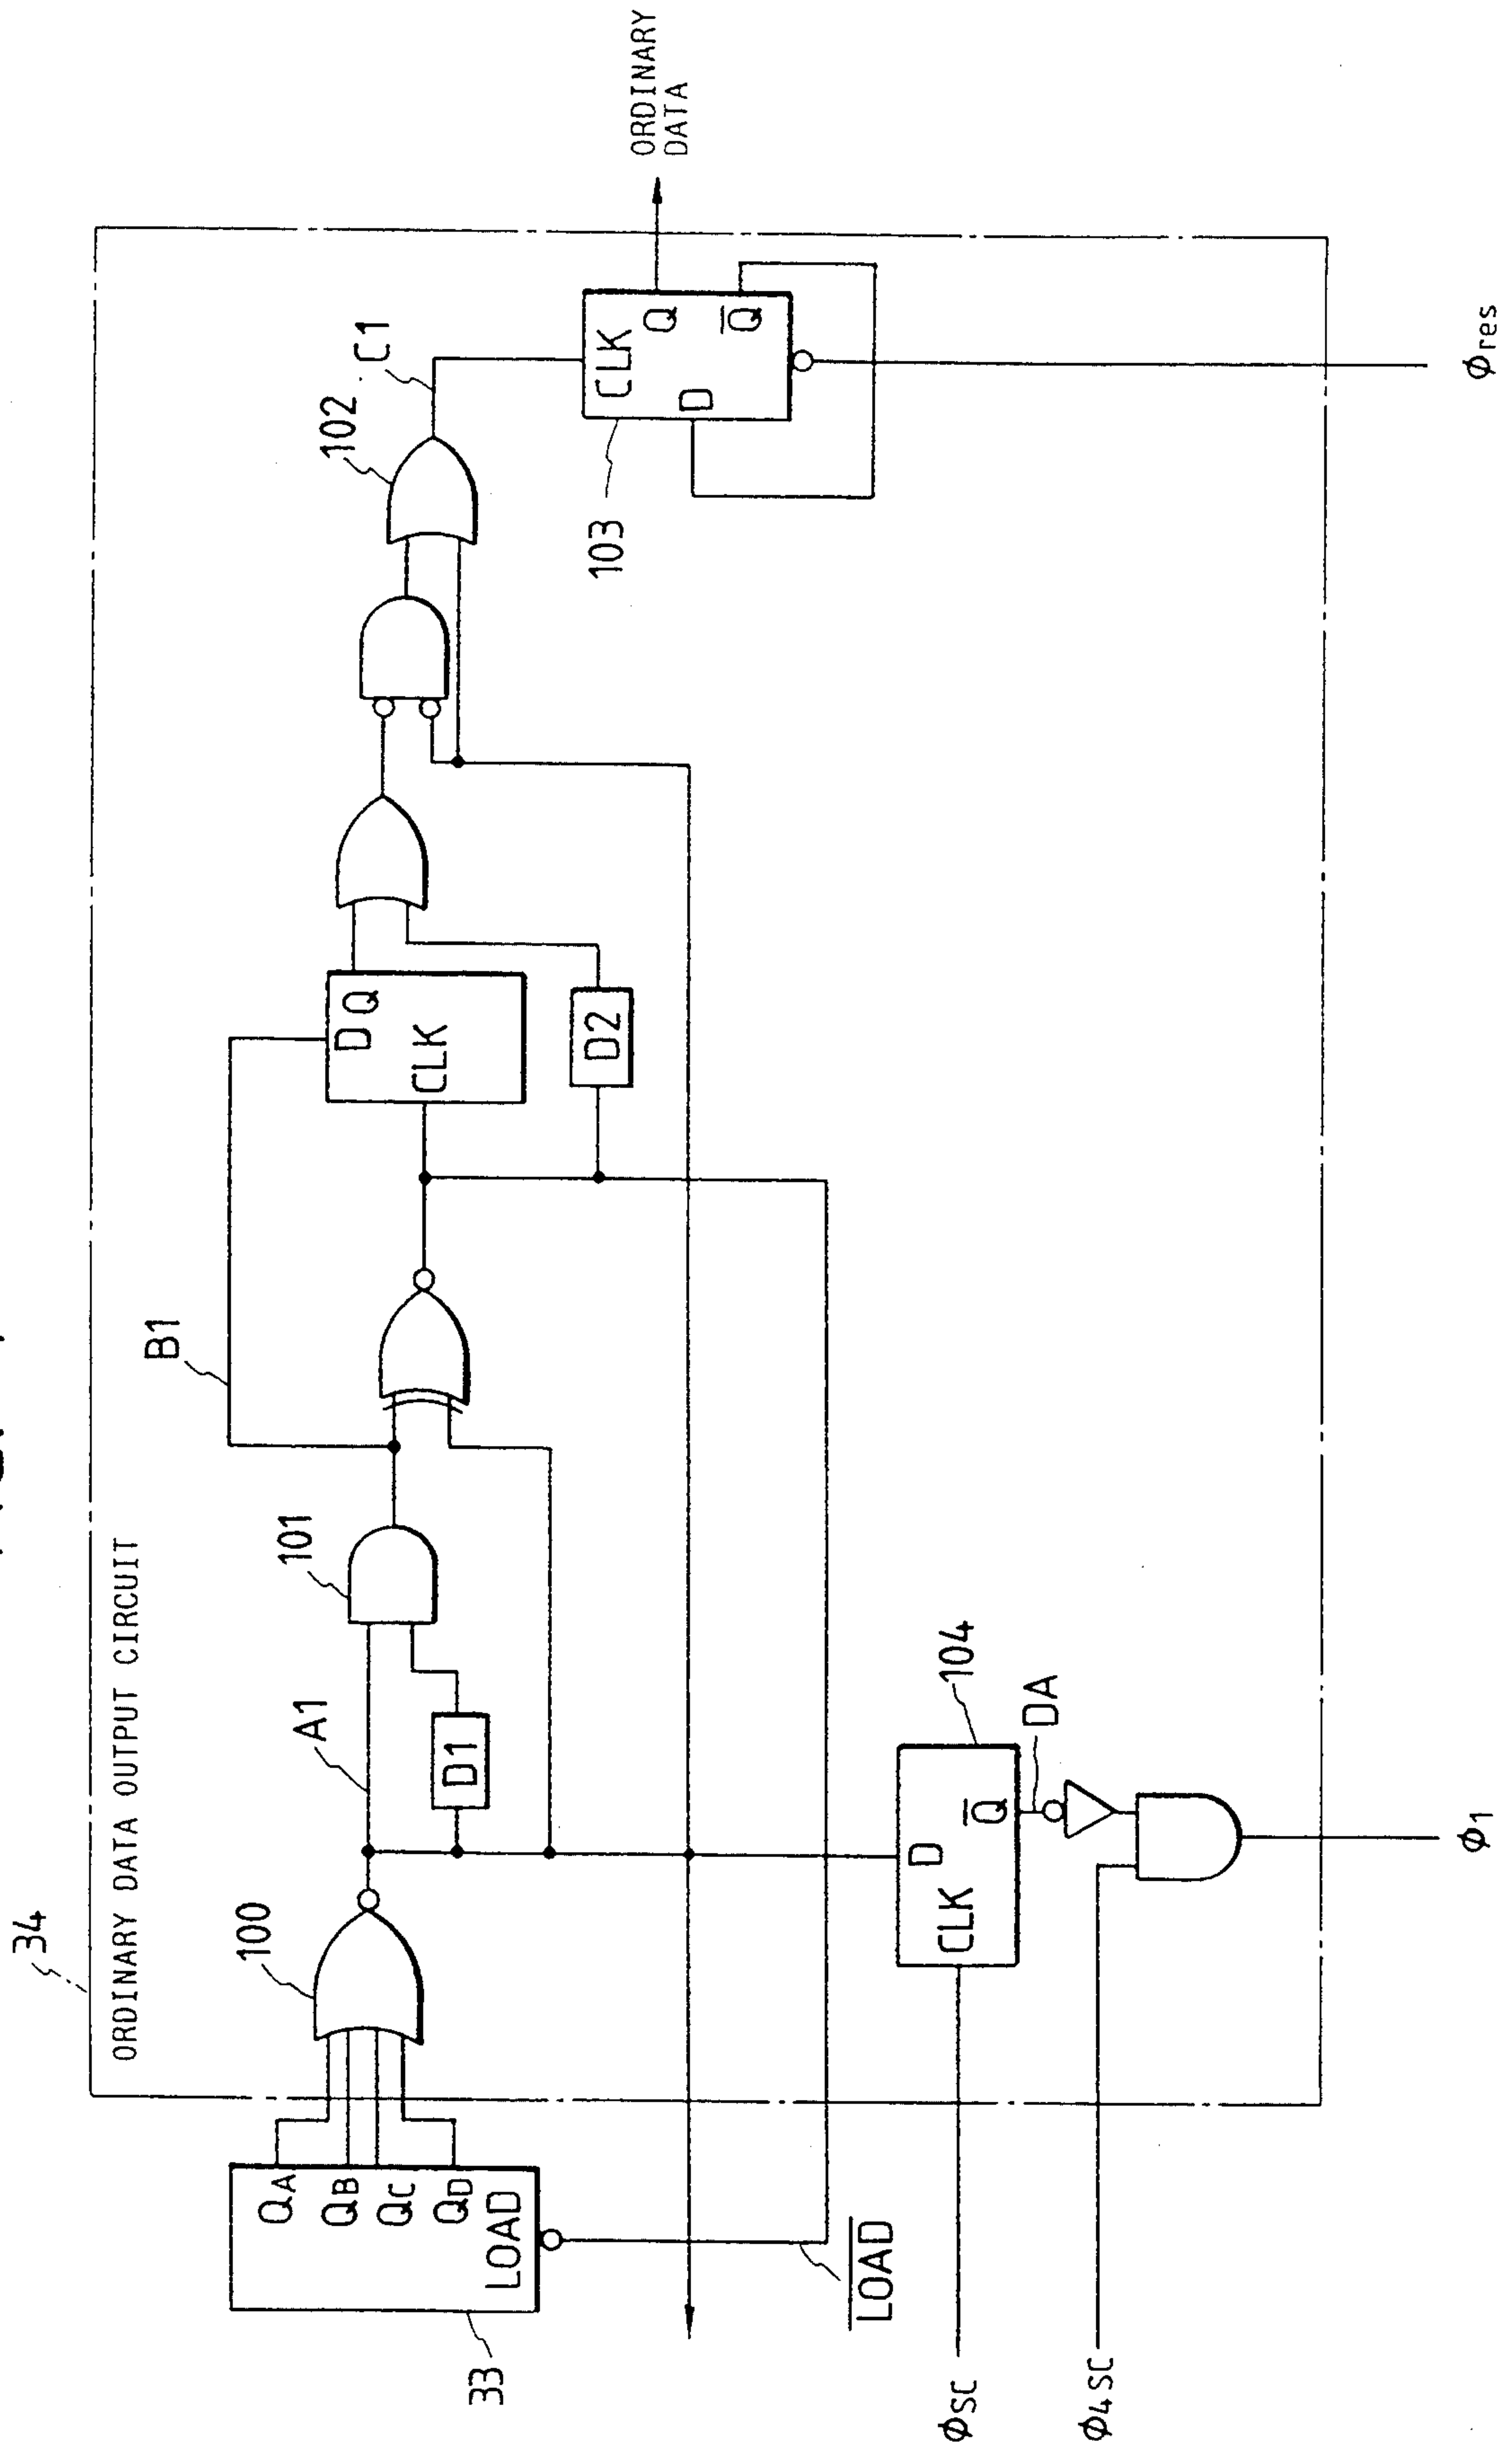 34
ORDINARY DATA OUTPUT CIRCUIT
33
QA
QB
QC
QD
LOAD
LOAD
100
A1
D1
101
B1
D
Q
CLK
D2
102
C1
CLK
Q
D
Q
103
ORDINARY
DATA
104
D
CLK
Q
DA
φSC
φ4SC
φ1
φres